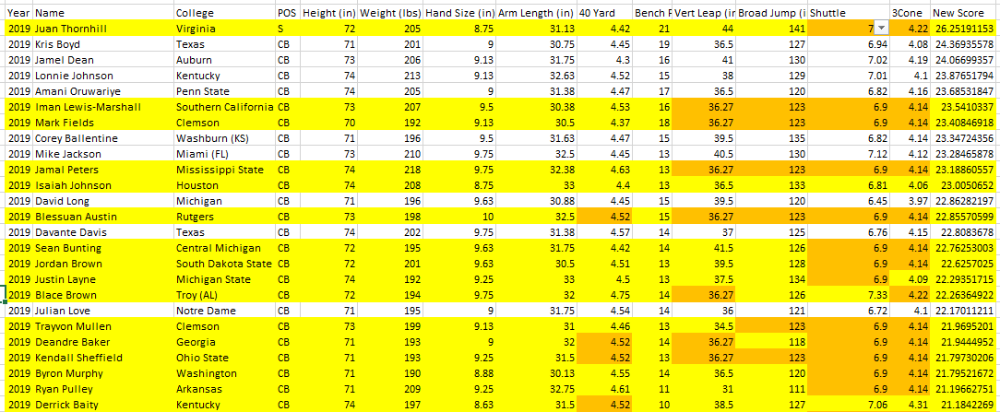 Year Name College POS Height (in) Weight (lbs) Hand Size (in) Arm Length (in) 40 Yard Bench F Vert Leap (ir Broad Jump (i Shuttle 3Cone New Score
2019 Juan Thornhill Virginia S 72 205 8.75 31.13 4.42 21 44 141 7. 4.22 26.25191153
2019 Kris Boyd Texas CB 71 201 9 30.75 4.45 19 36.5 127 6.94 4.08 24.36935578
2019 Jamel Dean Auburn CB 73 206 9.13 31.75 4.3 16 41 130 7.02 4.19 24.06699357
2019 Lonnie Johnson Kentucky CB 74 213 9.13 32.63 4.52 15 38 129 7.01 4.1 23.87651794
2019 Amani Oruwariye Penn State CB 74 205 9 31.38 4.47 17 36.5 120 6.82 4.16 23.68531847
2019 Iman Lewis-Marshall Southern California CB 73 207 9.5 30.38 4.53 16 36.27 123 6.9 4.14 23.5410337
2019 Mark Fields Clemson CB 70 192 9.13 30.5 4.37 18 36.27 123 6.9 4.14 23.40846918
2019 Corey Ballentine Washburn (KS) CB 71 196 9.5 31.63 4.47 15 39.5 135 6.82 4.14 23.34724356
2019 Mike Jackson Miami (FL) CB 73 210 9.75 32.5 4.45 13 40.5 130 7.12 4.12 23.28465878
2019 Jamal Peters Mississippi State CB 74 218 9.75 32.38 4.63 13 36.27 123 6.9 4.14 23.18860557
2019 Isaiah Johnson Houston CB 74 208 8.75 33 4.4 13 36.5 133 6.81 4.06 23.0050652
2019 David Long Michigan CB 71 196 9.63 30.88 4.45 15 39.5 120 6.45 3.97 22.86282197
2019 Blessuan Austin Rutgers CB 73 198 10 32.5 4.52 15 36.27 123 6.9 4.14 22.85570599
2019 Davante Davis Texas CB 74 202 9.75 31.38 4.57 14 37 125 6.76 4.15 22.8083678
2019 Sean Bunting Central Michigan CB 72 195 9.63 31.75 4.42 14 41.5 126 6.9 4.14 22.76253003
2019 Jordan Brown South Dakota State CB 72 201 9.63 30.5 4.51 13 39.5 128 6.9 4.14 22.6257025
2019 Justin Layne Michigan State CB 74 192 9.25 33 4.5 13 37.5 134 6.9 4.09 22.29351715
2019 Blace Brown Troy (AL) CB 72 194 9.75 32 4.75 14 36.27 126 7.33 4.22 22.26364922
2019 Julian Love Notre Dame CB 71 195 9 31.75 4.54 14 36 121 6.72 4.1 22.17011211
2019 Trayvon Mullen Clemson CB 73 199 9.13 31 4.46 13 34.5 123 6.9 4.14 21.9695201
2019 Deandre Baker Georgia CB 71 193 9 32 4.52 14 36.27 118 6.9 4.14 21.9444952
2019 Kendall Sheffield Ohio State CB 71 193 9.25 31.5 4.52 13 36.27 123 6.9 4.14 21.79730206
2019 Byron Murphy Washington CB 71 190 8.88 30.13 4.55 14 36.5 120 6.9 4.14 21.79521672
2019 Ryan Pulley Arkansas CB 71 209 9.25 32.75 4.61 11 31 111 6.9 4.14 21.19662751
2019 Derrick Baity Kentucky CB 74 197 8.63 31.5 4.52 10 38.5 127 7.06 4.31 21.1842269